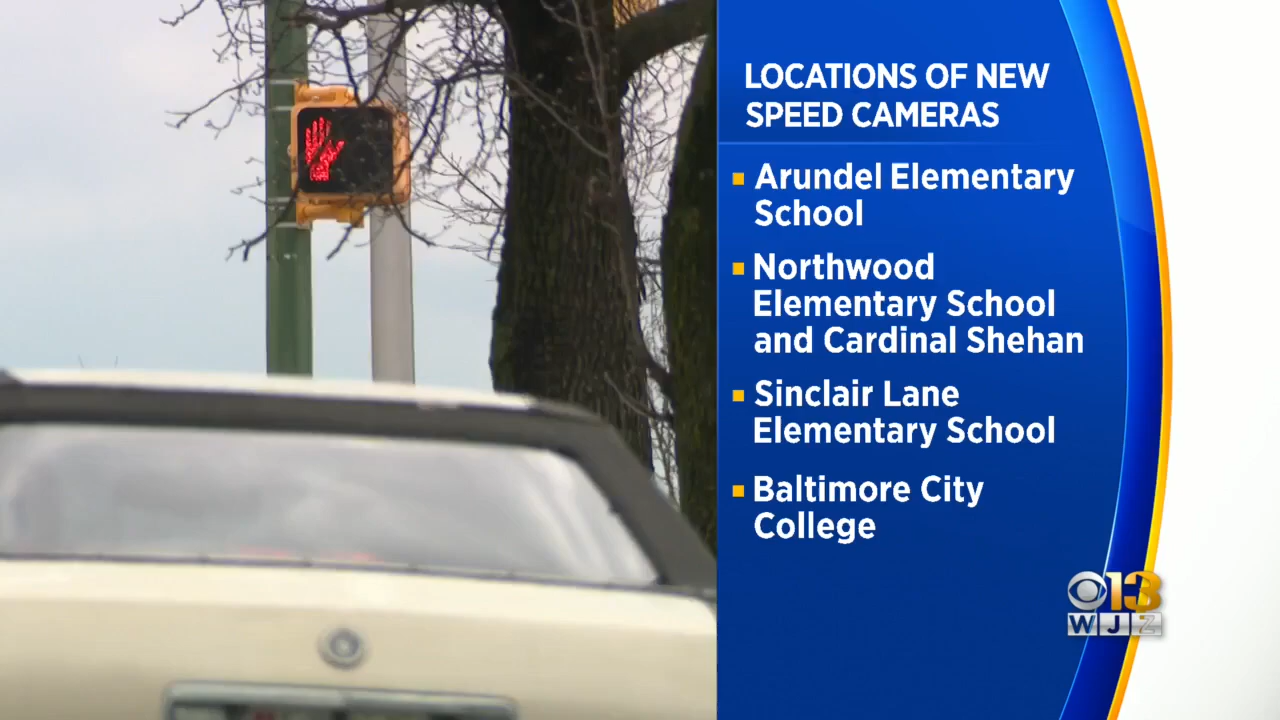 LOCATIONS OF NEW
SPEED CAMERAS
Arundel Elementary
School
Northwood
Elementary School
and Cardinal Shehan
Sinclair Lane
Elementary School
Baltimore City
College
13
WJZ